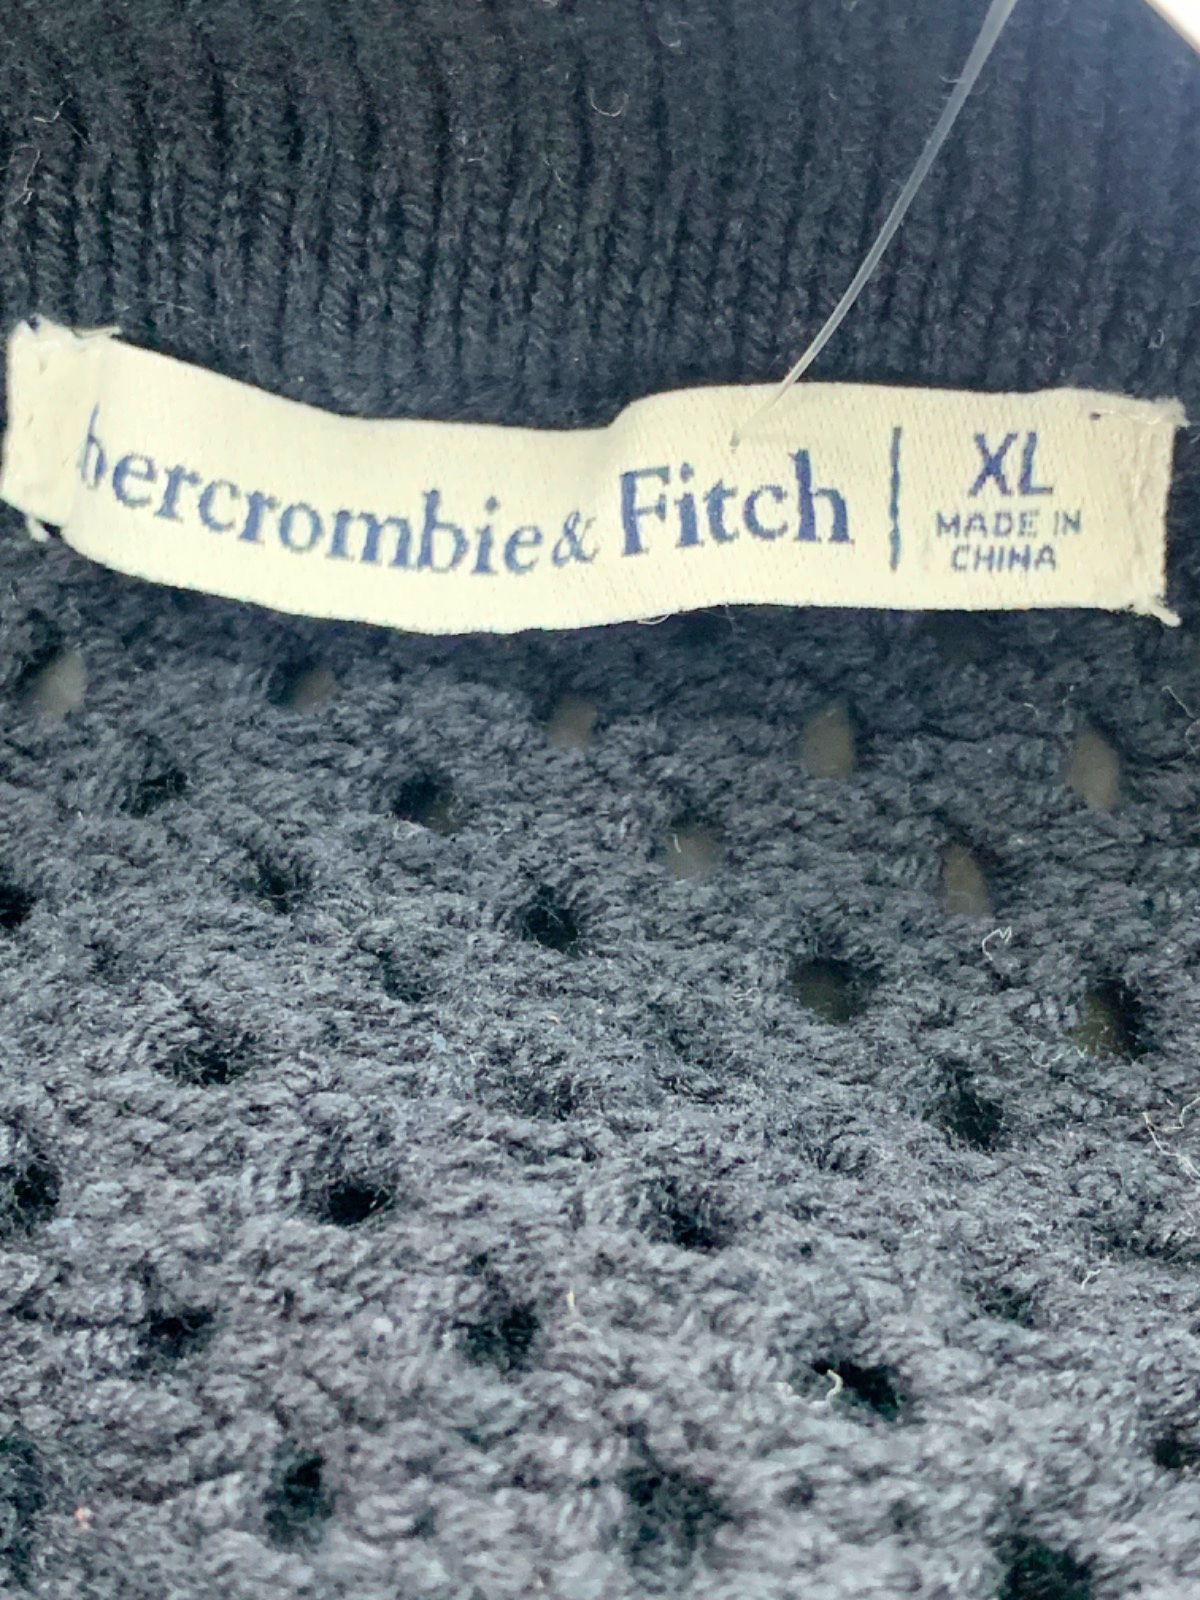 bercrombie & Fitch
XL
MADE IN
CHINA